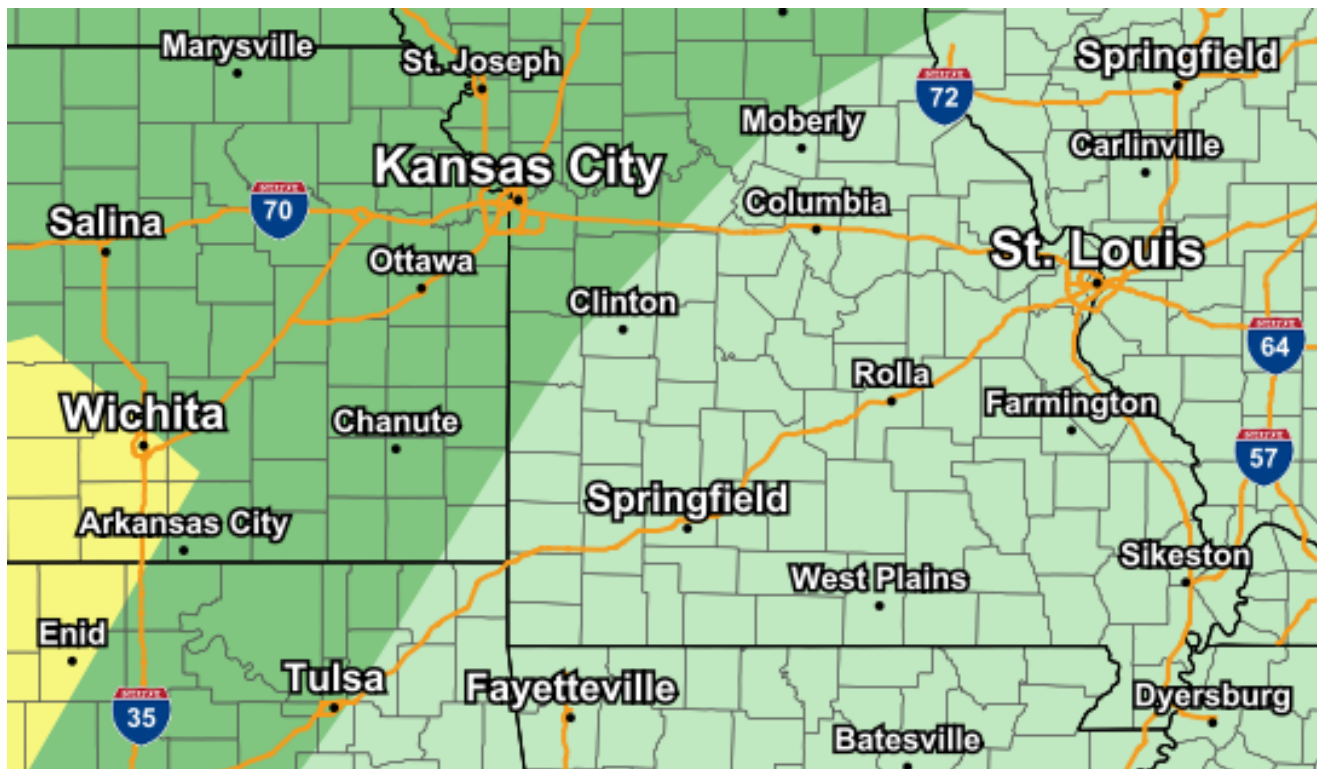 Marysville
St. Joseph
Springfield
72
Moberly
Carlinville
Kansas City
70
Salina
Columbia
St. Louis
Ottawa
Clinton
64
Rolla
Wichita
Chanute
Farmington
57
Springfield
Arkansas City
Sikeston
West Plains
Enid
Tulsa
Fayetteville
Dyersburg
35
Batesville